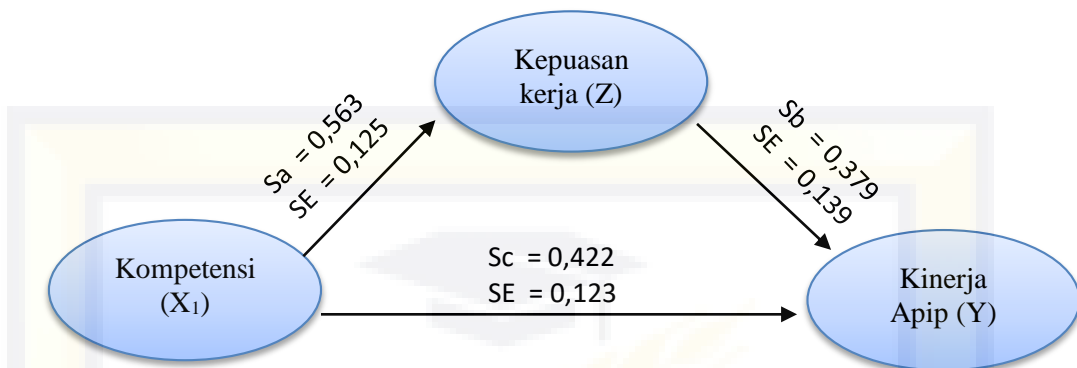 Kepuasan
kerja (Z)
Sa = 0,563
SE = 0,125
Sb = 0,379
SE = 0,139
Kompetensi
(X₁)
Sc = 0,422
SE = 0,123
Kinerja
Apip (Y)